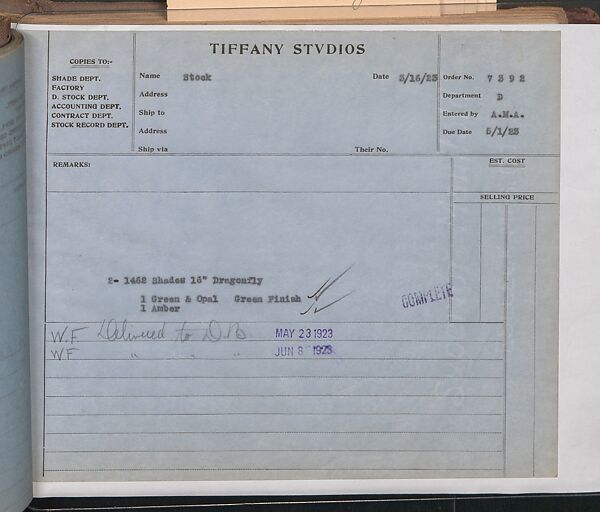 TIFFANY STVDIOS
COPIES TO:-
SHADE DEPT.
FACTORY
D. STOCK DEPT.
ACCOUNTING DEPT.
CONTRACT DEPT.
STOCK RECORD DEPT.
Name Stock Date 3/15/23
Address
Ship to
Address
Ship via Their No.
Order No. 7392
Department D
Entered by A.M.A.
Due Date 5/1/23
REMARKS:
EST. COST
SELLING PRICE
2- 1462 Shades 16" Dragonfly
1 Green & Opal Green Finish
1 Amber
COMPLETE
W.F Delivered to D.B MAY 23 1923
WF " " " JUN 8 1923